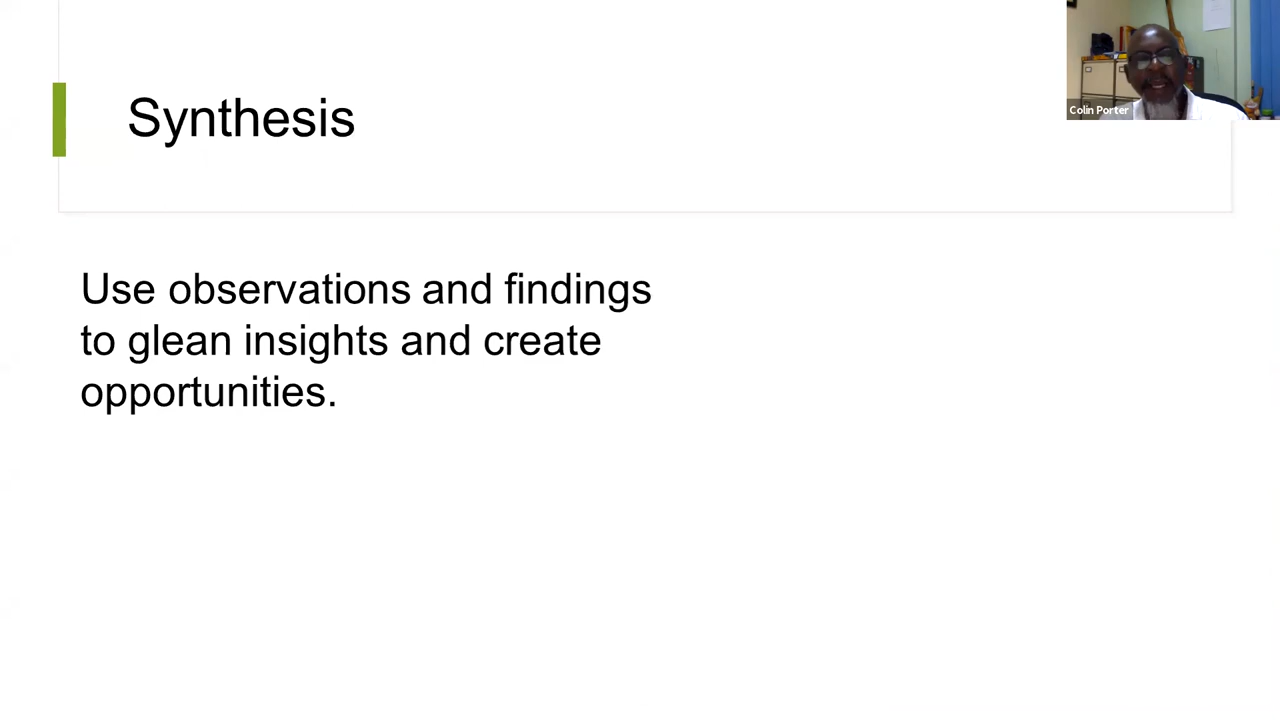 Synthesis
Colin Porter
Use observations and findings
to glean insights and create
opportunities.